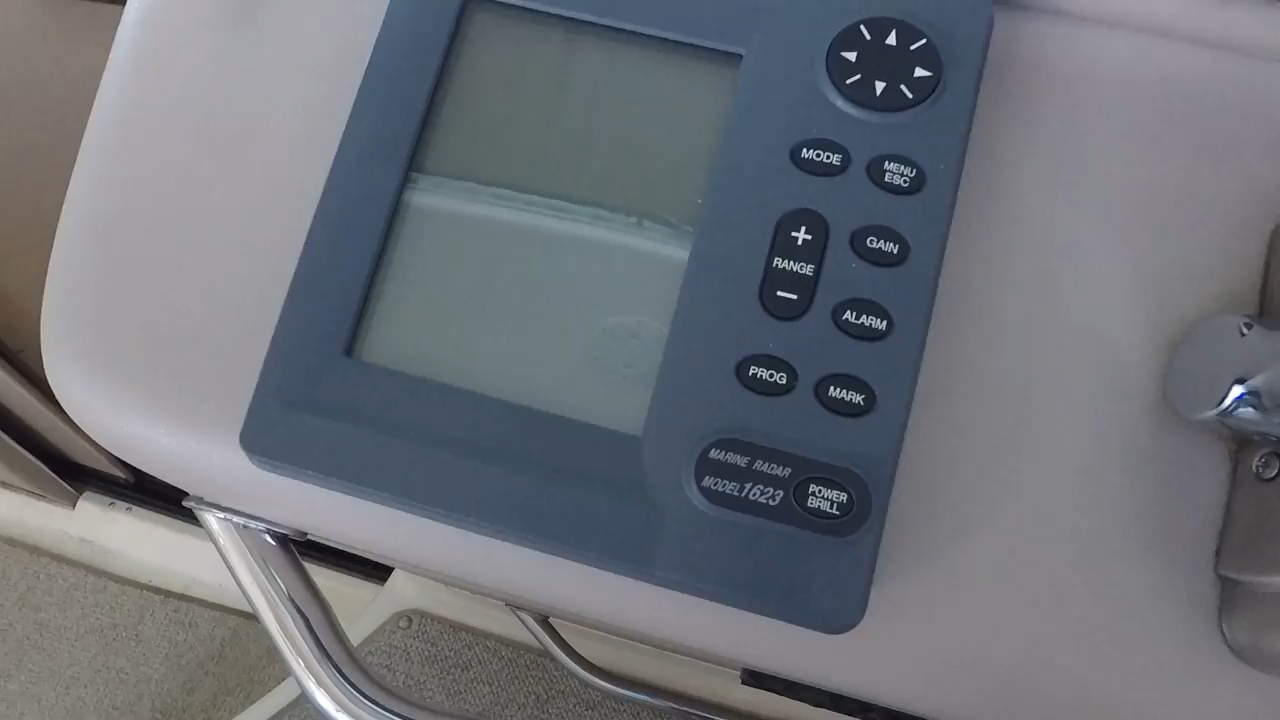 MODE
MENU
ESC
+
RANGE
−
GAIN
ALARM
PROG
MARK
MARINE RADAR
MODEL 1623
POWER
BRILL